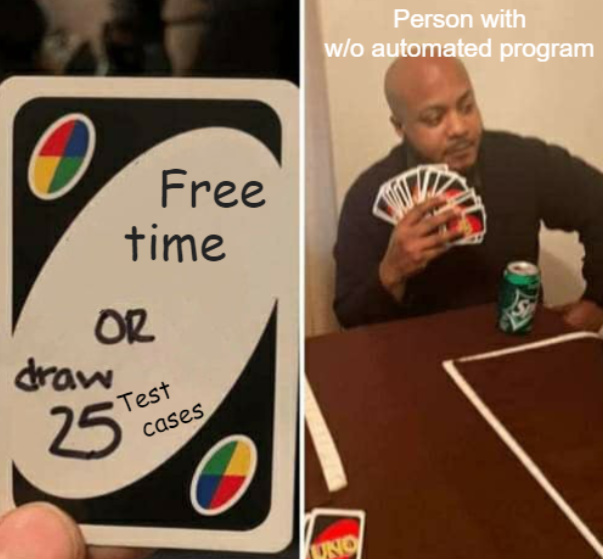 Free
time
OR
draw
25 Test
cases
Person with
w/o automated program
UNO